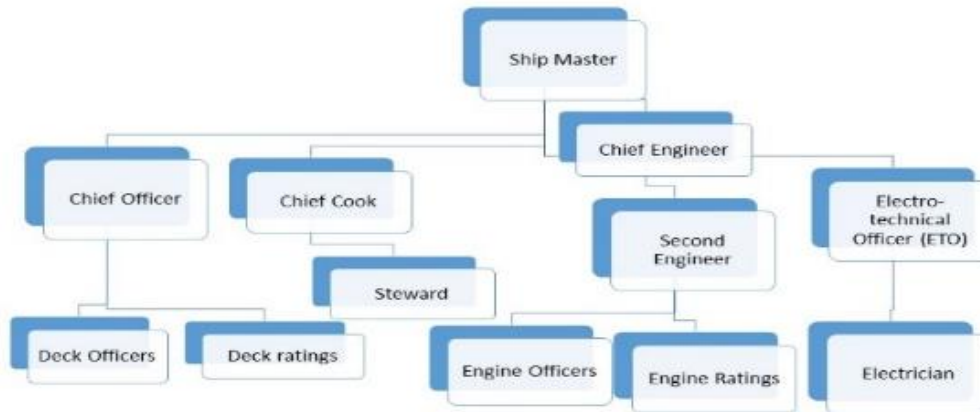 Ship Master
Chief Engineer
Chief Officer
Chief Cook
Electro-
technical
Officer (ETO)
Second
Engineer
Steward
Deck Officers
Deck ratings
Engine Officers
Engine Ratings
Electrician